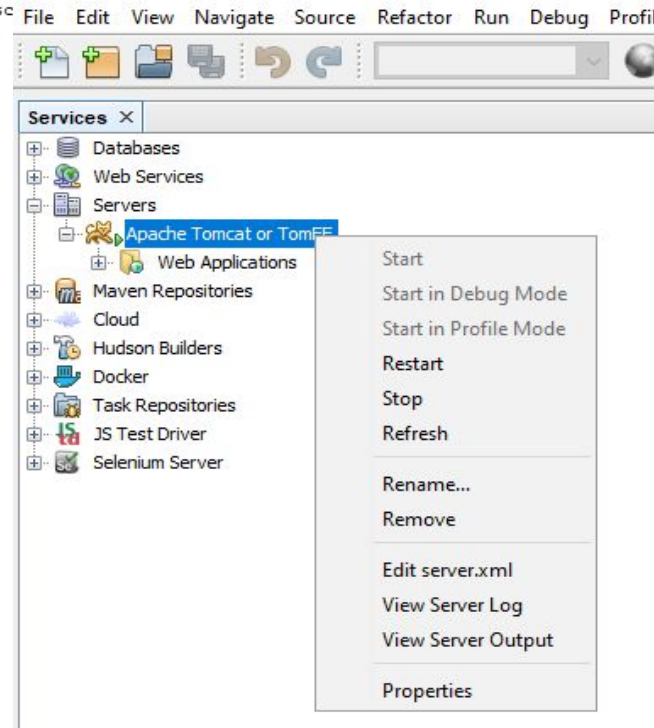 File Edit View Navigate Source Refactor Run Debug Profil
Services
Databases
Web Services
Servers
Apache Tomcat or TomEE
Web Applications
Maven Repositories
Cloud
Hudson Builders
Docker
Task Repositories
JS Test Driver
Selenium Server
Start
Start in Debug Mode
Start in Profile Mode
Restart
Stop
Refresh
Rename...
Remove
Edit server.xml
View Server Log
View Server Output
Properties